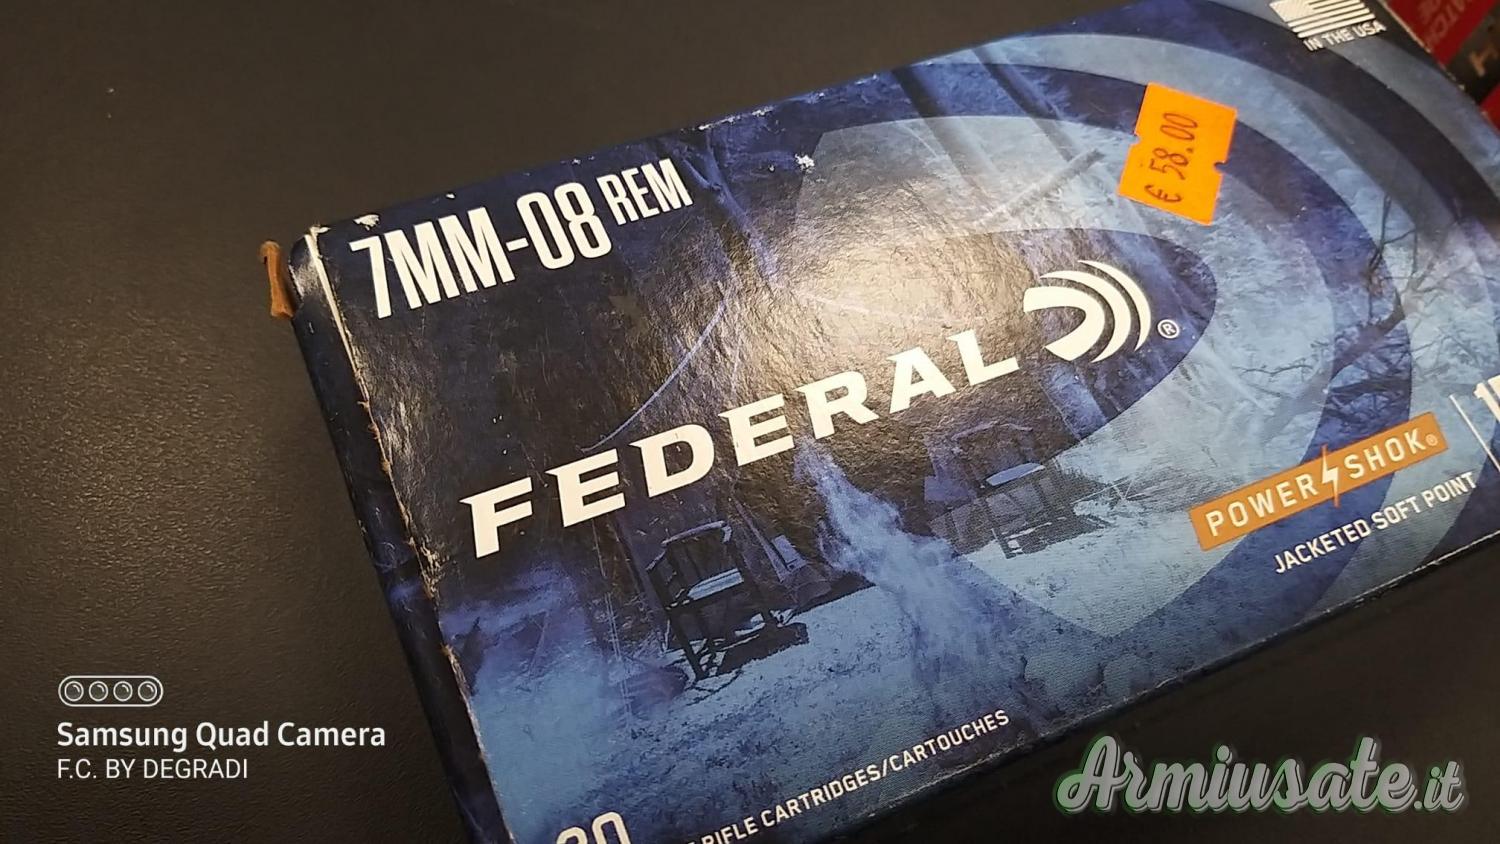 IN THE USA
€ 58.00
7MM-08 REM
FEDERAL®
POWER SHOK®
JACKETED SOFT POINT
20
RIFLE CARTRIDGES/CARTOUCHES
Samsung Quad Camera
F.C. BY DEGRADI
Armiusate.it